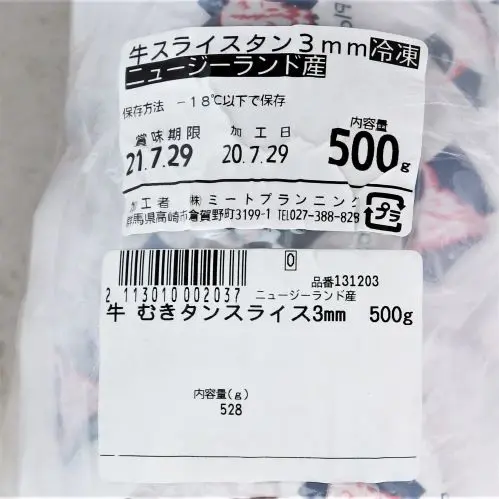 牛スライスタン3mm冷凍
ニュージーランド産
保存方法 -18℃以下で保存
賞味期限 加工日 内容量
21.7.29 20.7.29 500g
加工者 ㈱ミートプランニング
群馬県高崎市倉賀野町3199-1 TEL027-388-828
プラ
0
品番131203
2 113010 002037 ニュージーランド産
牛 むきタンスライス3mm 500g
内容量(g)
528